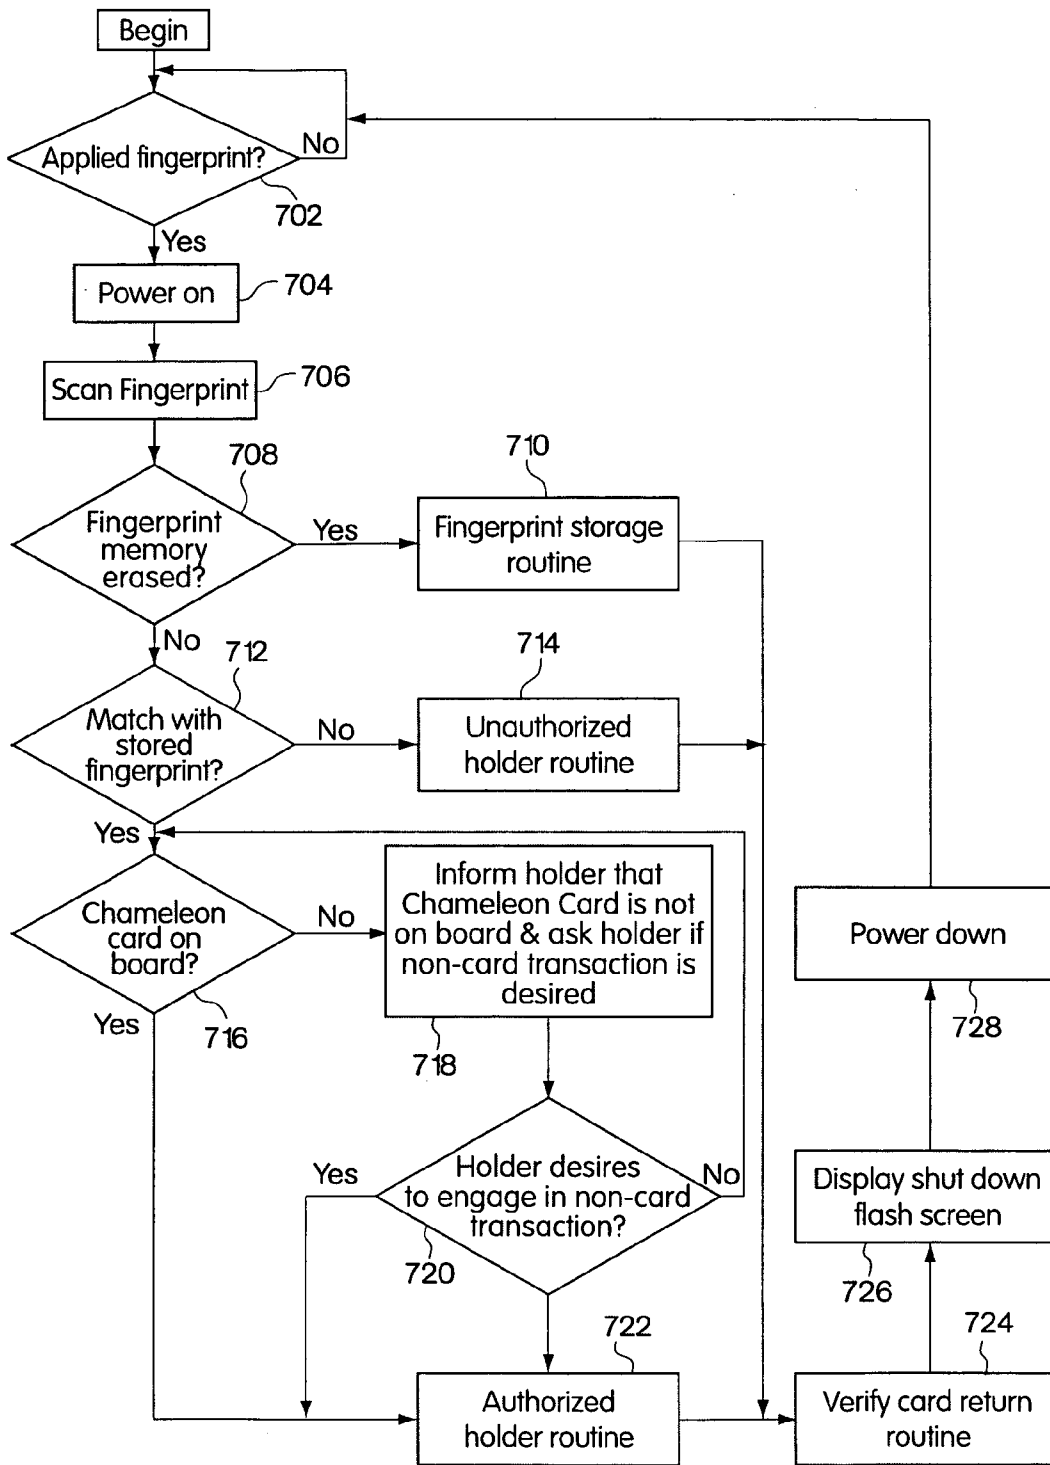 Begin
Applied fingerprint?
No
702
Yes
Power on
704
Scan Fingerprint
706
708
Fingerprint
memory
erased?
Yes
710
Fingerprint storage
routine
No
712
Match with
stored
fingerprint?
No
714
Unauthorized
holder routine
Yes
Chameleon
card on
board?
No
716
Yes
Inform holder that
Chameleon Card is not
on board & ask holder if
non-card transaction is
desired
718
Holder desires
to engage in non-card
transaction?
Yes
No
720
722
Authorized
holder routine
724
Verify card return
routine
Display shut down
flash screen
726
Power down
728